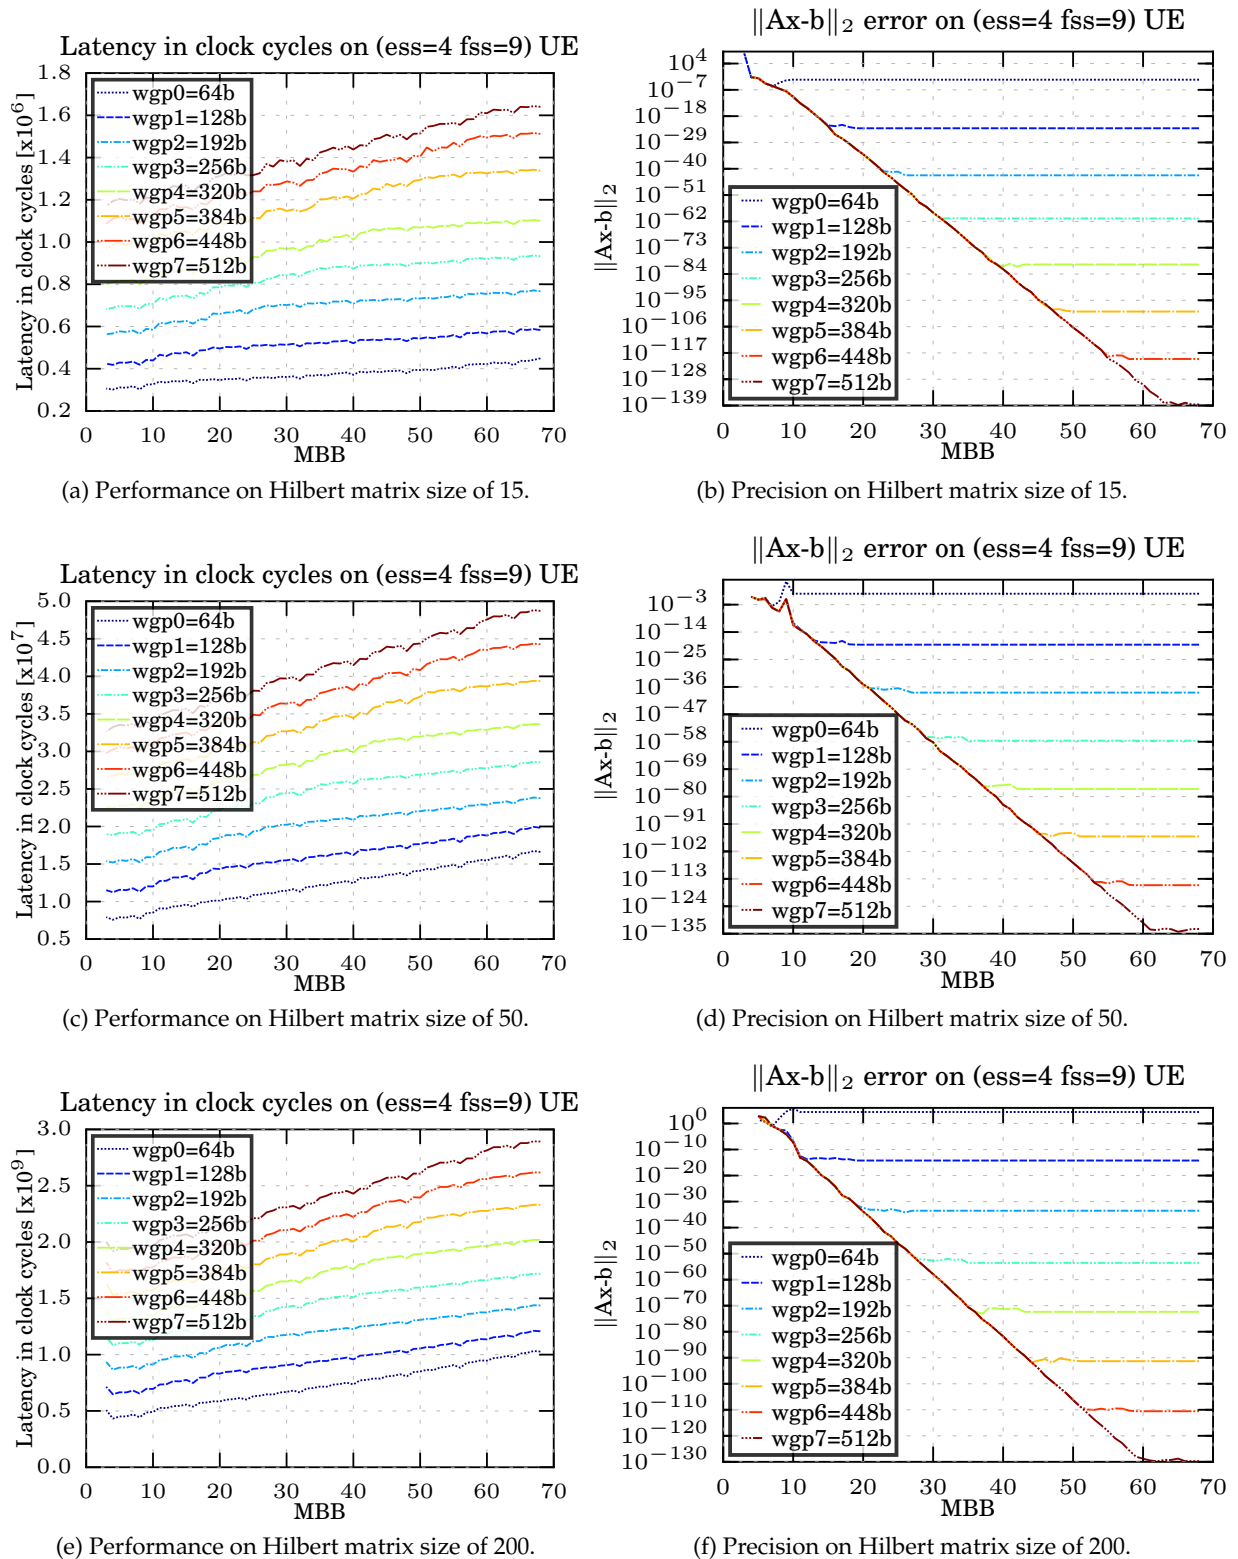 Latency in clock cycles on (ess=4 fss=9) UE
Latency in clock cycles [x10^6]
1.8
1.6
1.4
1.2
1.0
0.8
0.6
0.4
0.2
wgp0=64b
wgp1=128b
wgp2=192b
wgp3=256b
wgp4=320b
wgp5=384b
wgp6=448b
wgp7=512b
0 10 20 30 40 50 60 70
MBB
(a) Performance on Hilbert matrix size of 15.
||Ax-b||_2 error on (ess=4 fss=9) UE
||Ax-b||_2
10^4
10^-7
10^-18
10^-29
10^-40
10^-51
10^-62
10^-73
10^-84
10^-95
10^-106
10^-117
10^-128
10^-139
wgp0=64b
wgp1=128b
wgp2=192b
wgp3=256b
wgp4=320b
wgp5=384b
wgp6=448b
wgp7=512b
0 10 20 30 40 50 60 70
MBB
(b) Precision on Hilbert matrix size of 15.
Latency in clock cycles on (ess=4 fss=9) UE
Latency in clock cycles [x10^7]
5.0
4.5
4.0
3.5
3.0
2.5
2.0
1.5
1.0
0.5
wgp0=64b
wgp1=128b
wgp2=192b
wgp3=256b
wgp4=320b
wgp5=384b
wgp6=448b
wgp7=512b
0 10 20 30 40 50 60 70
MBB
(c) Performance on Hilbert matrix size of 50.
||Ax-b||_2 error on (ess=4 fss=9) UE
||Ax-b||_2
10^-3
10^-14
10^-25
10^-36
10^-47
10^-58
10^-69
10^-80
10^-91
10^-102
10^-113
10^-124
10^-135
wgp0=64b
wgp1=128b
wgp2=192b
wgp3=256b
wgp4=320b
wgp5=384b
wgp6=448b
wgp7=512b
0 10 20 30 40 50 60 70
MBB
(d) Precision on Hilbert matrix size of 50.
Latency in clock cycles on (ess=4 fss=9) UE
Latency in clock cycles [x10^9]
3.0
2.5
2.0
1.5
1.0
0.5
0.0
wgp0=64b
wgp1=128b
wgp2=192b
wgp3=256b
wgp4=320b
wgp5=384b
wgp6=448b
wgp7=512b
0 10 20 30 40 50 60 70
MBB
(e) Performance on Hilbert matrix size of 200.
||Ax-b||_2 error on (ess=4 fss=9) UE
||Ax-b||_2
10^0
10^-10
10^-20
10^-30
10^-40
10^-50
10^-60
10^-70
10^-80
10^-90
10^-100
10^-110
10^-120
10^-130
wgp0=64b
wgp1=128b
wgp2=192b
wgp3=256b
wgp4=320b
wgp5=384b
wgp6=448b
wgp7=512b
0 10 20 30 40 50 60 70
MBB
(f) Precision on Hilbert matrix size of 200.